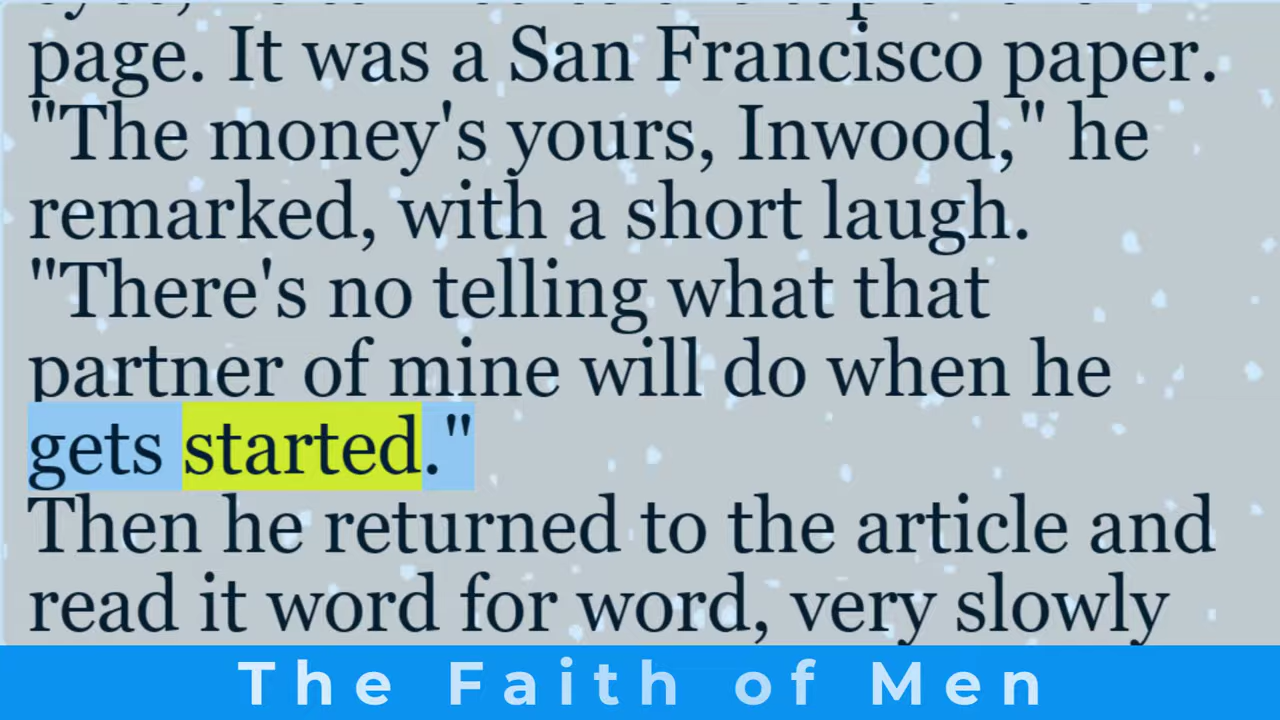 page. It was a San Francisco paper.
"The money's yours, Inwood," he
remarked, with a short laugh.
"There's no telling what that
partner of mine will do when he
gets started."
Then he returned to the article and
read it word for word, very slowly
The Faith of Men